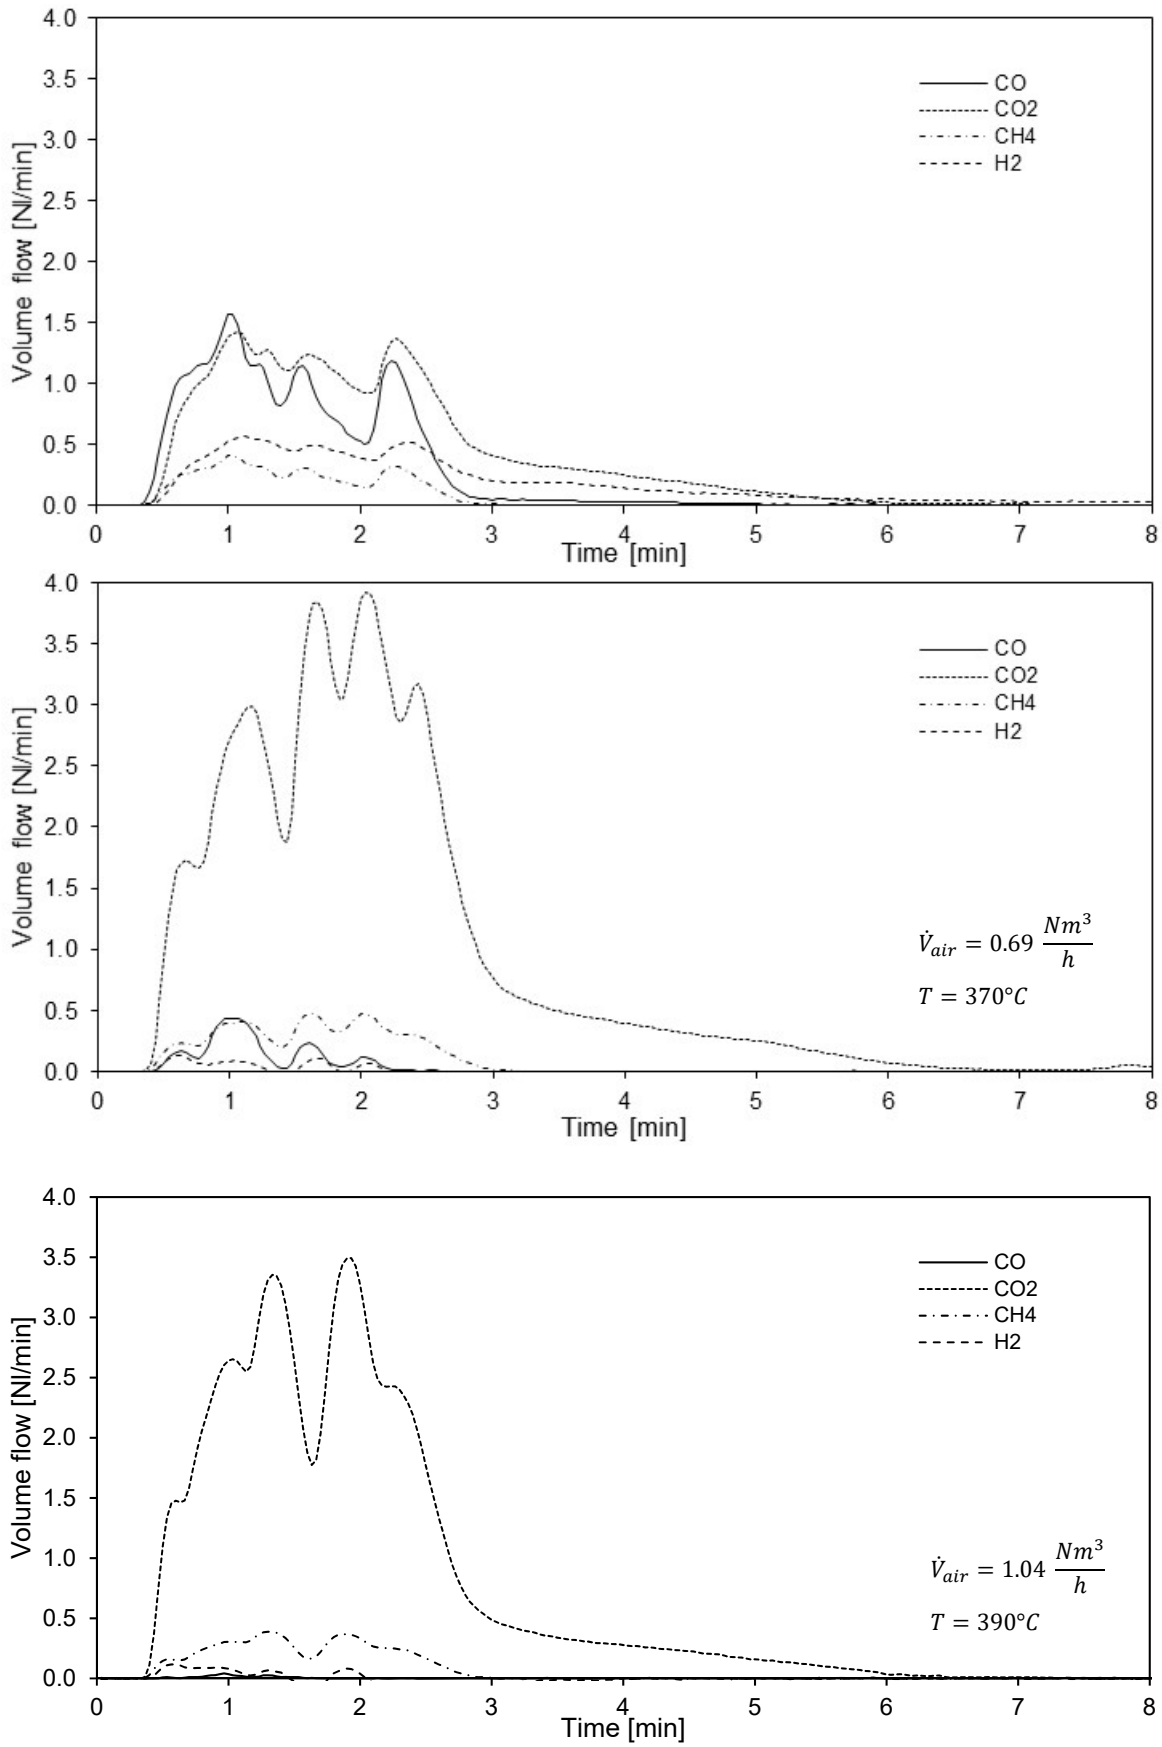 4.0
3.5
3.0
2.5
2.0
1.5
1.0
0.5
0.0
Volume flow [Nl/min]
CO
CO2
CH4
H2
0 1 2 3 4 5 6 7 8
Time [min]
4.0
3.5
3.0
2.5
2.0
1.5
1.0
0.5
0.0
Volume flow [Nl/min]
CO
CO2
CH4
H2
V̇air = 0.69 Nm³/h
T = 370°C
0 1 2 3 4 5 6 7 8
Time [min]
4.0
3.5
3.0
2.5
2.0
1.5
1.0
0.5
0.0
Volume flow [Nl/min]
CO
CO2
CH4
H2
V̇air = 1.04 Nm³/h
T = 390°C
0 1 2 3 4 5 6 7 8
Time [min]